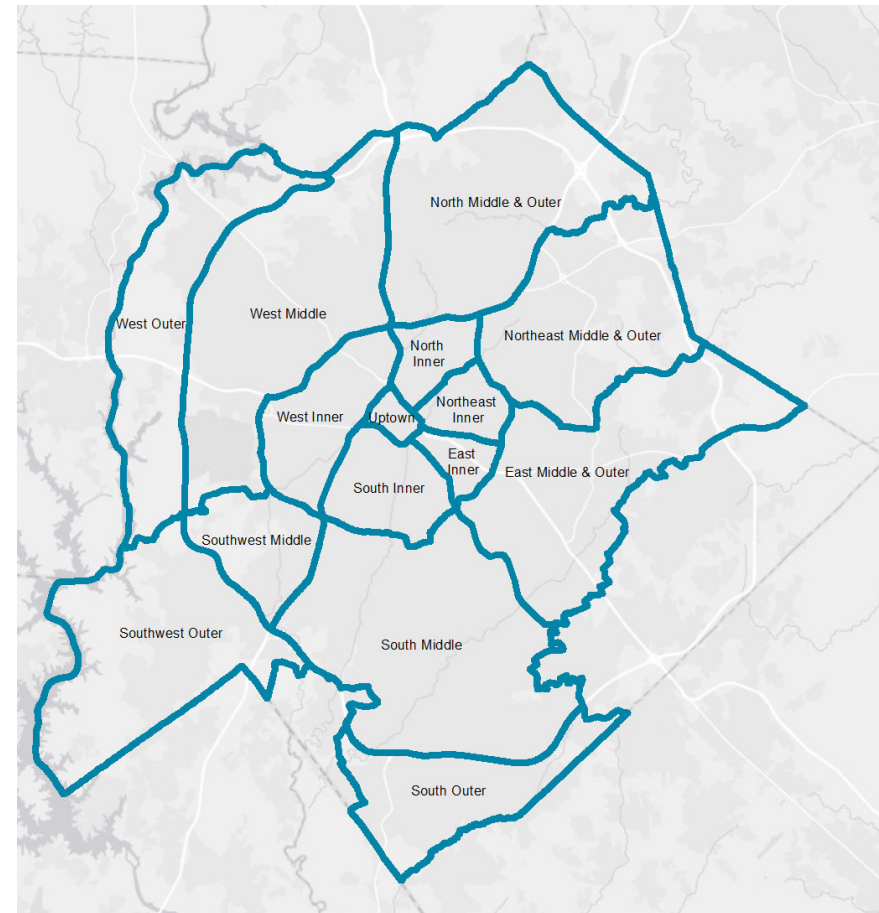 North Middle & Outer
West Outer
West Middle
North
Inner
Northeast Middle & Outer
West Inner
Uptown
Northeast
Inner
East
Inner
East Middle & Outer
South Inner
Southwest Middle
Southwest Outer
South Middle
South Outer